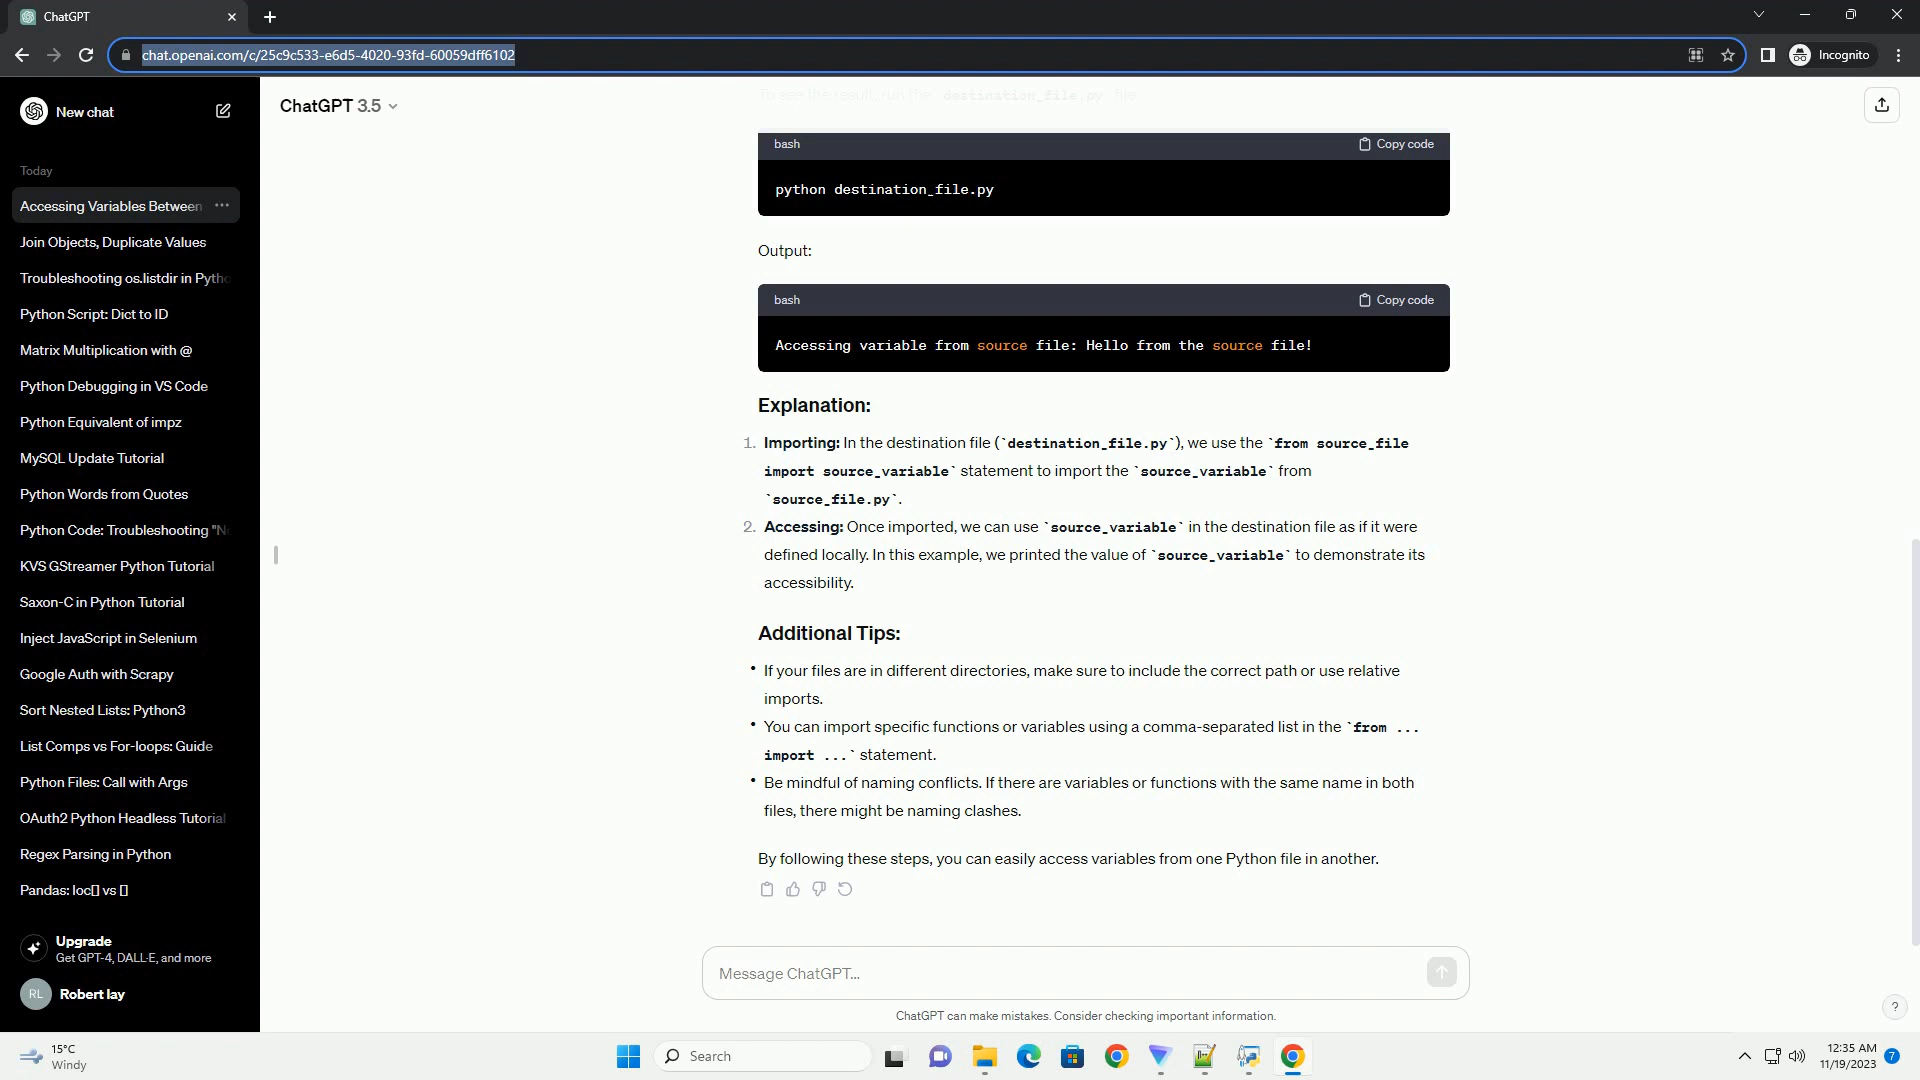 ChatGPT
chat.openai.com/c/25c9c533-e6d5-4020-93fd-60059dff6102
Incognito
New chat
ChatGPT 3.5
To see the result, run the `destination_file.py` file:
Today
Accessing Variables Between
Join Objects, Duplicate Values
Troubleshooting os.listdir in Pytho
Python Script: Dict to ID
Matrix Multiplication with @
Python Debugging in VS Code
Python Equivalent of impz
MySQL Update Tutorial
Python Words from Quotes
Python Code: Troubleshooting "No
KVS GStreamer Python Tutorial
Saxon-C in Python Tutorial
Inject JavaScript in Selenium
Google Auth with Scrapy
Sort Nested Lists: Python3
List Comps vs For-loops: Guide
Python Files: Call with Args
OAuth2 Python Headless Tutorial
Regex Parsing in Python
Pandas: loc[] vs []
Upgrade
Get GPT-4, DALL·E, and more
RL
Robert lay
bash
Copy code
python destination_file.py
Output:
bash
Copy code
Accessing variable from source file: Hello from the source file!
Explanation:
1. Importing: In the destination file (`destination_file.py`), we use the `from source_file
import source_variable` statement to import the `source_variable` from
`source_file.py`.
2. Accessing: Once imported, we can use `source_variable` in the destination file as if it were
defined locally. In this example, we printed the value of `source_variable` to demonstrate its
accessibility.
Additional Tips:
• If your files are in different directories, make sure to include the correct path or use relative
imports.
• You can import specific functions or variables using a comma-separated list in the `from ...
import ...` statement.
• Be mindful of naming conflicts. If there are variables or functions with the same name in both
files, there might be naming clashes.
By following these steps, you can easily access variables from one Python file in another.
Message ChatGPT...
ChatGPT can make mistakes. Consider checking important information.
?
15°C
Windy
Search
12:35 AM
11/19/2023
7